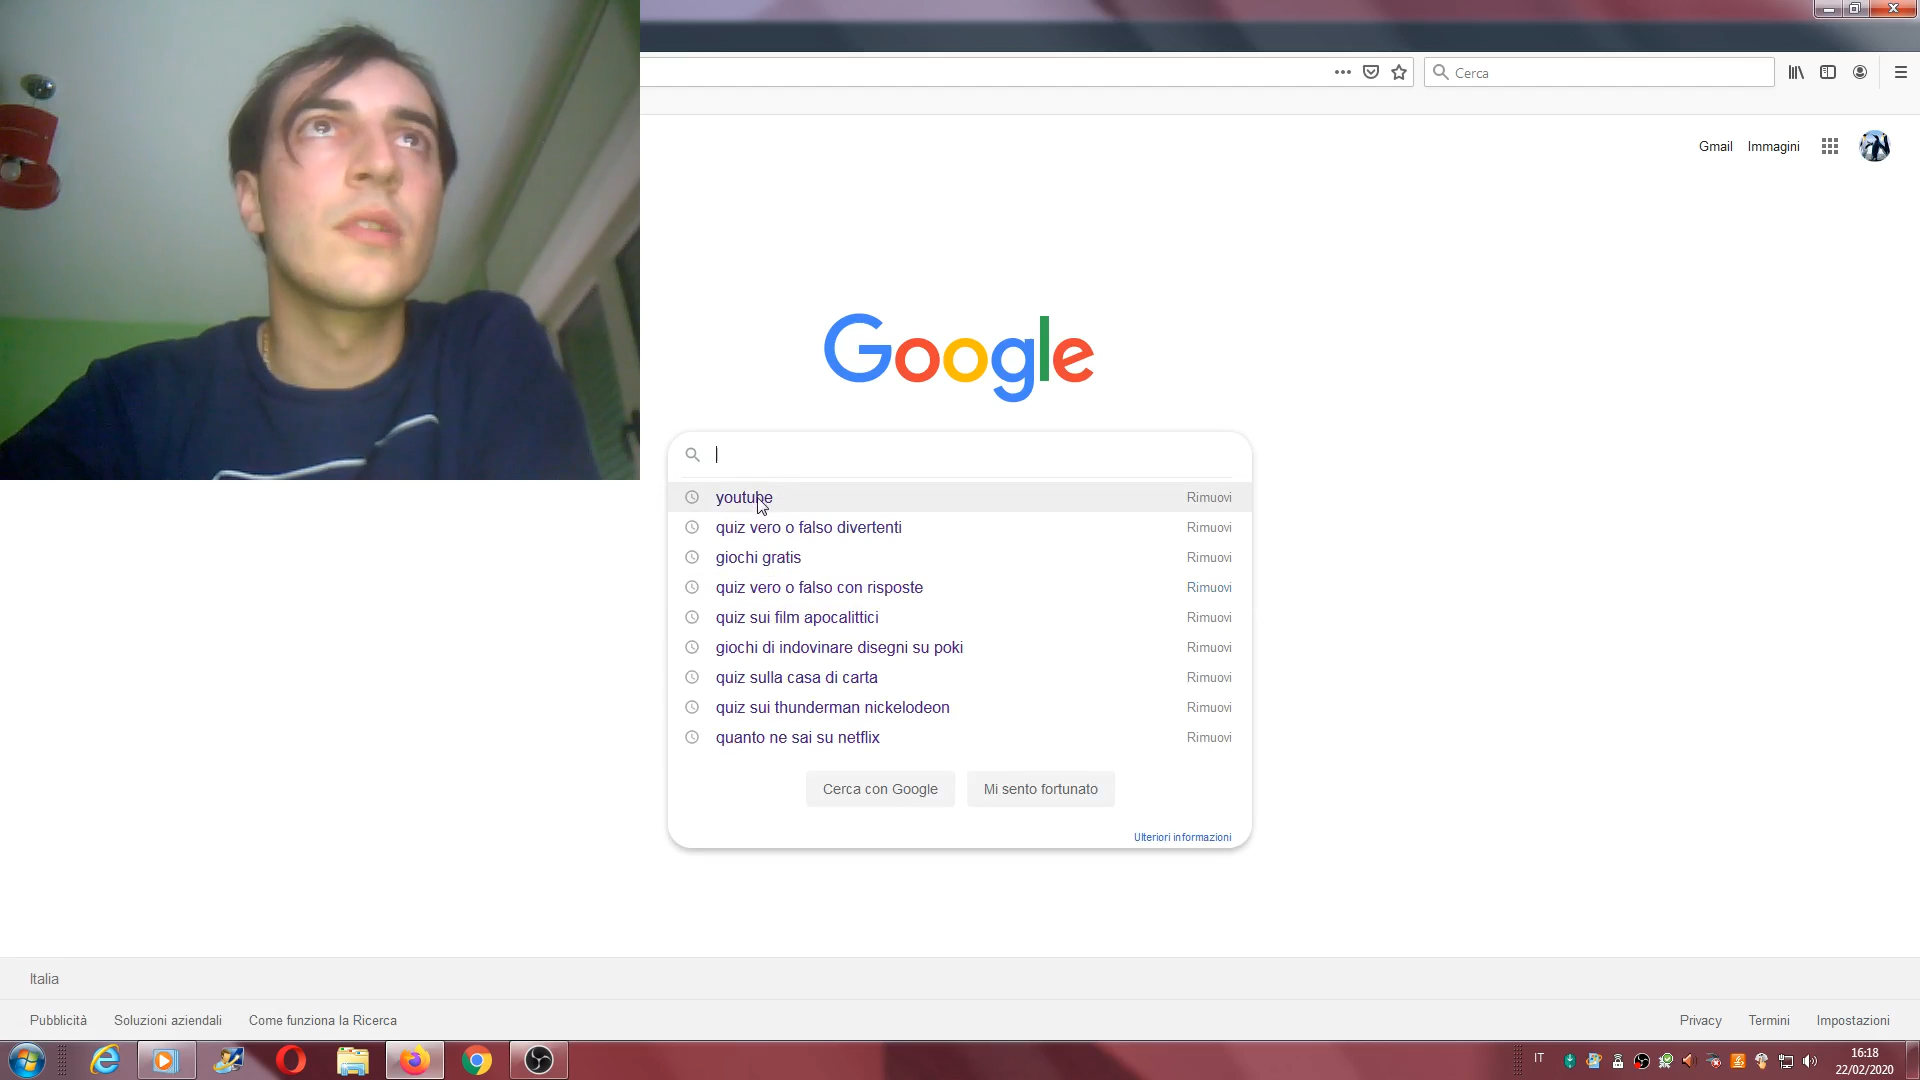 Cerca
Gmail Immagini
Google
youtube Rimuovi
quiz vero o falso divertenti Rimuovi
giochi gratis Rimuovi
quiz vero o falso con risposte Rimuovi
quiz sui film apocalittici Rimuovi
giochi di indovinare disegni su poki Rimuovi
quiz sulla casa di carta Rimuovi
quiz sui thunderman nickelodeon Rimuovi
quanto ne sai su netflix Rimuovi
Cerca con Google Mi sento fortunato
Ulteriori informazioni
Italia
Pubblicità Soluzioni aziendali Come funziona la Ricerca Privacy Termini Impostazioni
IT 16:18
22/02/2020